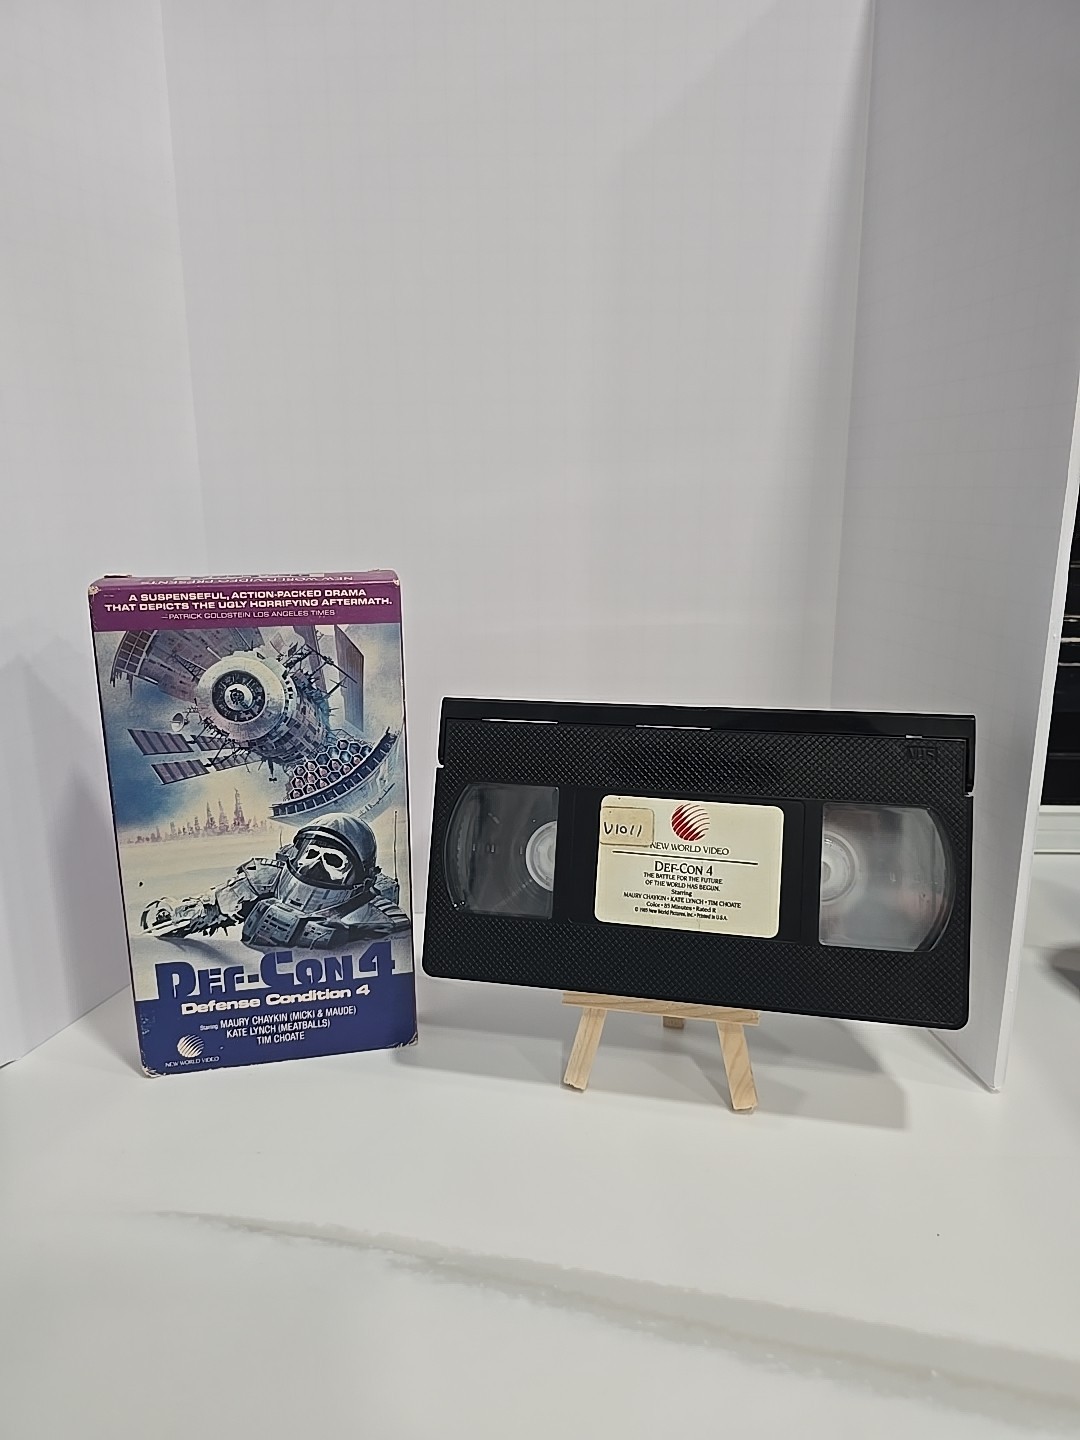 NEW WORLD VIDEO PRESENTS
A SUSPENSEFUL, ACTION-PACKED DRAMA
THAT DEPICTS THE UGLY HORRIFYING AFTERMATH.
—PATRICK GOLDSTEIN LOS ANGELES TIMES
DEF-CON 4
Defense Condition 4
Starring MAURY CHAYKIN (MICKI & MAUDE)
KATE LYNCH (MEATBALLS)
TIM CHOATE
NEW WORLD VIDEO
VHS
V1011
NEW WORLD VIDEO
DEF-CON 4
THE BATTLE FOR THE FUTURE
OF THE WORLD HAS BEGUN.
Starring
MAURY CHAYKIN • KATE LYNCH • TIM CHOATE
Color • 85 Minutes • Rated R
© 1985 New World Pictures, Inc. • Printed in U.S.A.